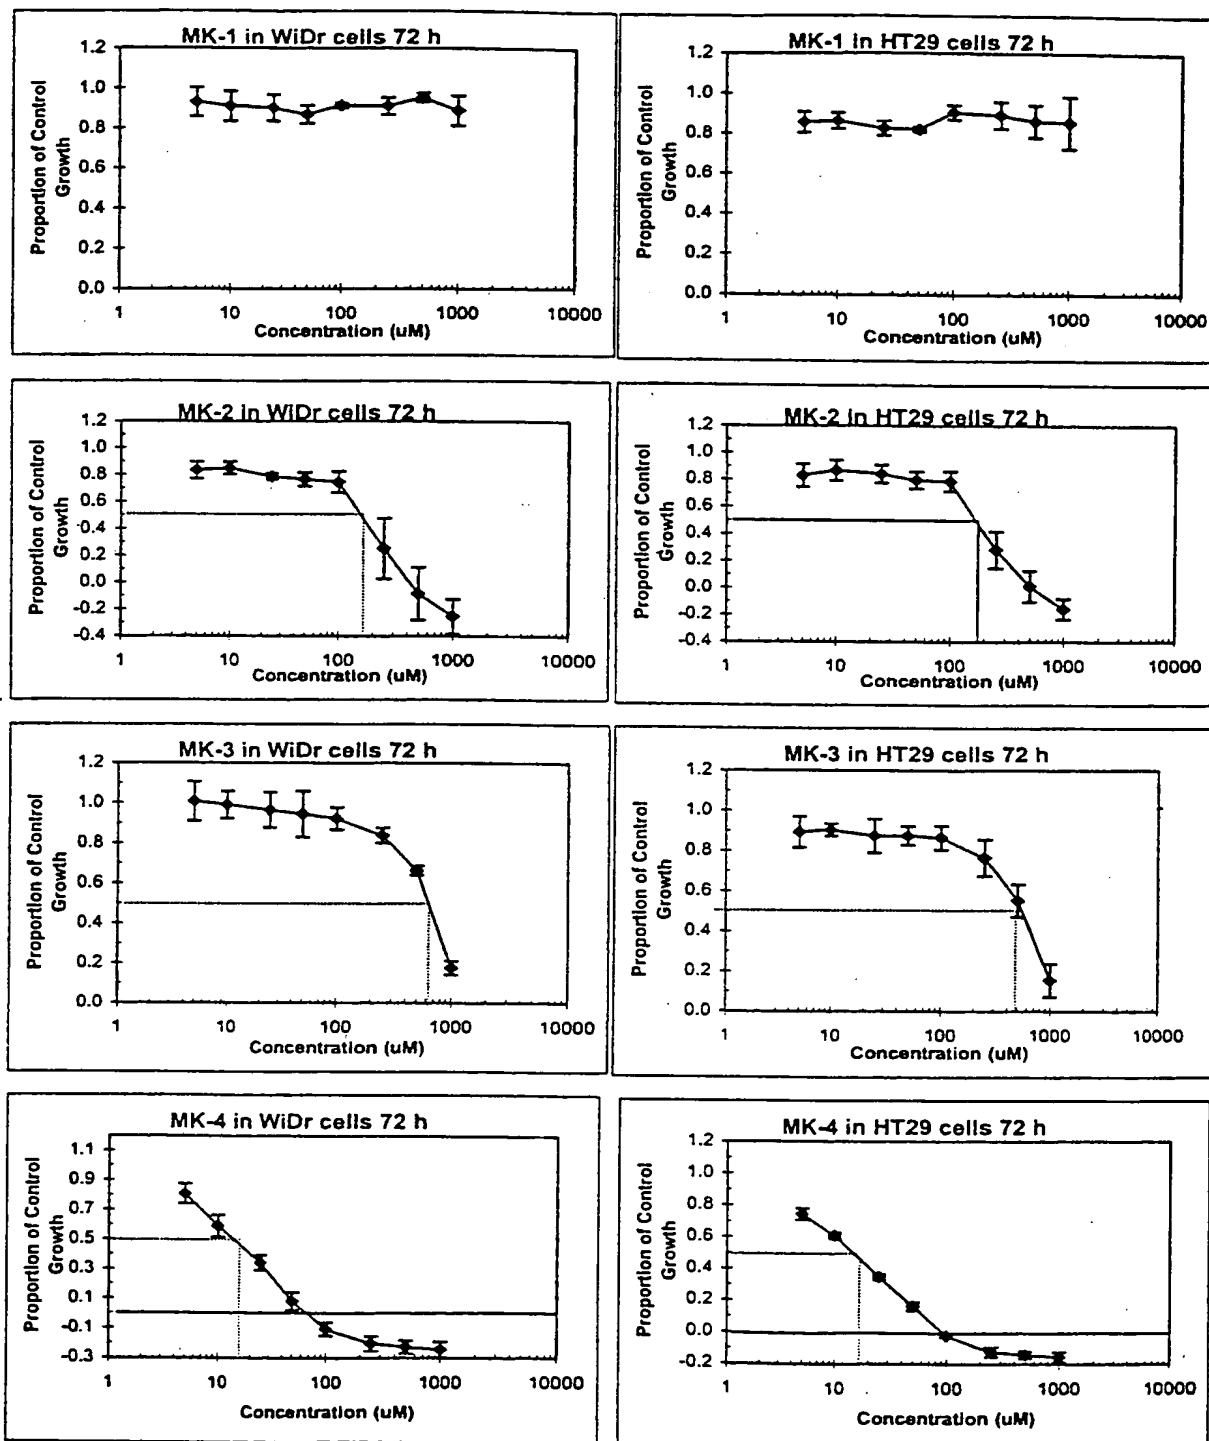 MK-1 in WiDr cells 72 h
Proportion of Control
Growth
1.2
1.0
0.8
0.6
0.4
0.2
0.0
1 10 100 1000 10000
Concentration (uM)
MK-1 in HT29 cells 72 h
Proportion of Control
Growth
1.2
1.0
0.8
0.6
0.4
0.2
0.0
1 10 100 1000 10000
Concentration (uM)
MK-2 in WiDr cells 72 h
Proportion of Control
Growth
1.2
1.0
0.8
0.6
0.4
0.2
0.0
-0.2
-0.4
1 10 100 1000 10000
Concentration (uM)
MK-2 in HT29 cells 72 h
Proportion of Control
Growth
1.2
1.0
0.8
0.6
0.4
0.2
0.0
-0.2
-0.4
1 10 100 1000 10000
Concentration (uM)
MK-3 in WiDr cells 72 h
Proportion of Control
Growth
1.2
1.0
0.8
0.6
0.4
0.2
0.0
1 10 100 1000 10000
Concentration (uM)
MK-3 in HT29 cells 72 h
Proportion of Control
Growth
1.2
1.0
0.8
0.6
0.4
0.2
0.0
1 10 100 1000 10000
Concentration (uM)
MK-4 in WiDr cells 72 h
Proportion of Control
Growth
1.1
0.9
0.7
0.5
0.3
0.1
-0.1
-0.3
1 10 100 1000 10000
Concentration (uM)
MK-4 in HT29 cells 72 h
Proportion of Control
Growth
1.2
1.0
0.8
0.6
0.4
0.2
0.0
-0.2
1 10 100 1000 10000
Concentration (uM)